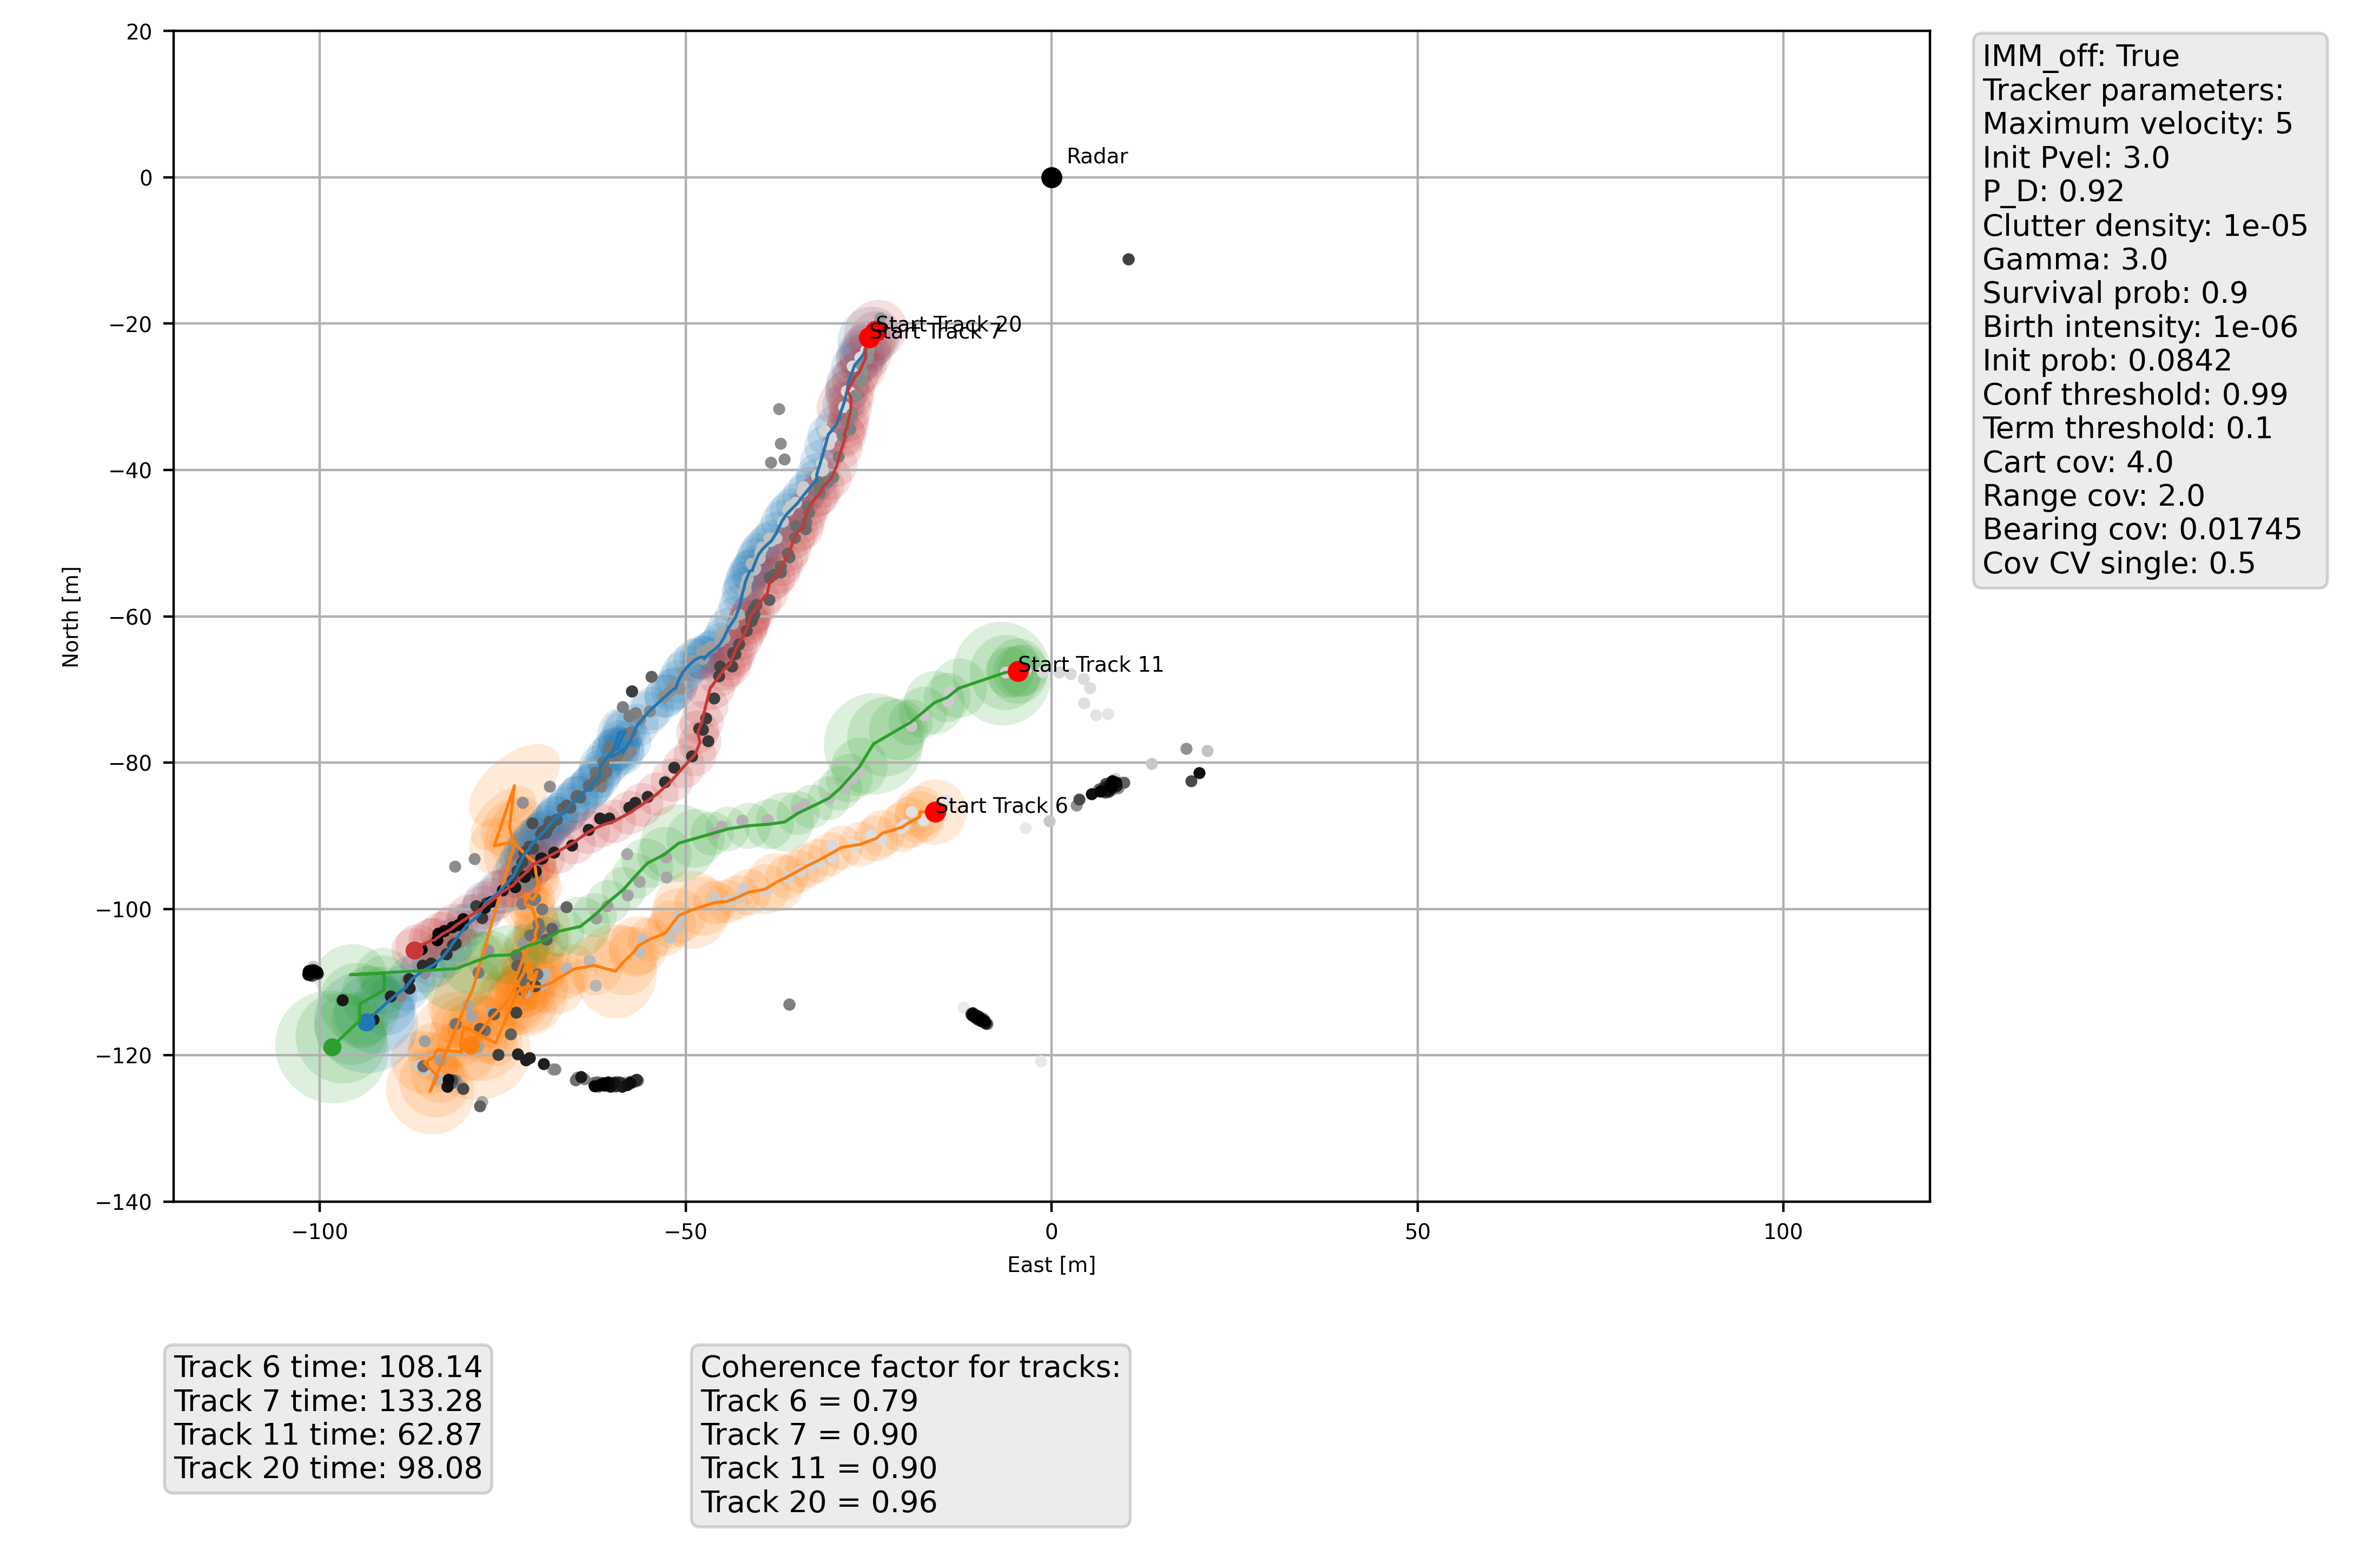 20
0
−20
−40
−60
−80
−100
−120
−140
−100
−50
0
50
100
North [m]
East [m]
Radar
Start Track 20
Start Track 7
Start Track 11
Start Track 6
IMM_off: True
Tracker parameters:
Maximum velocity: 5
Init Pvel: 3.0
P_D: 0.92
Clutter density: 1e-05
Gamma: 3.0
Survival prob: 0.9
Birth intensity: 1e-06
Init prob: 0.0842
Conf threshold: 0.99
Term threshold: 0.1
Cart cov: 4.0
Range cov: 2.0
Bearing cov: 0.01745
Cov CV single: 0.5
Track 6 time: 108.14
Track 7 time: 133.28
Track 11 time: 62.87
Track 20 time: 98.08
Coherence factor for tracks:
Track 6 = 0.79
Track 7 = 0.90
Track 11 = 0.90
Track 20 = 0.96